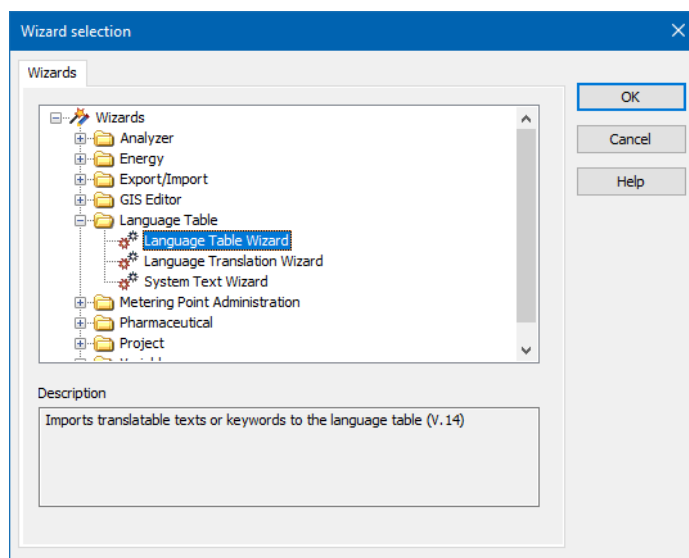 Wizard selection
Wizards
OK
Cancel
Help
Wizards
Analyzer
Energy
Export/Import
GIS Editor
Language Table
Language Table Wizard
Language Translation Wizard
System Text Wizard
Metering Point Administration
Pharmaceutical
Project
Description
Imports translatable texts or keywords to the language table (V.14)